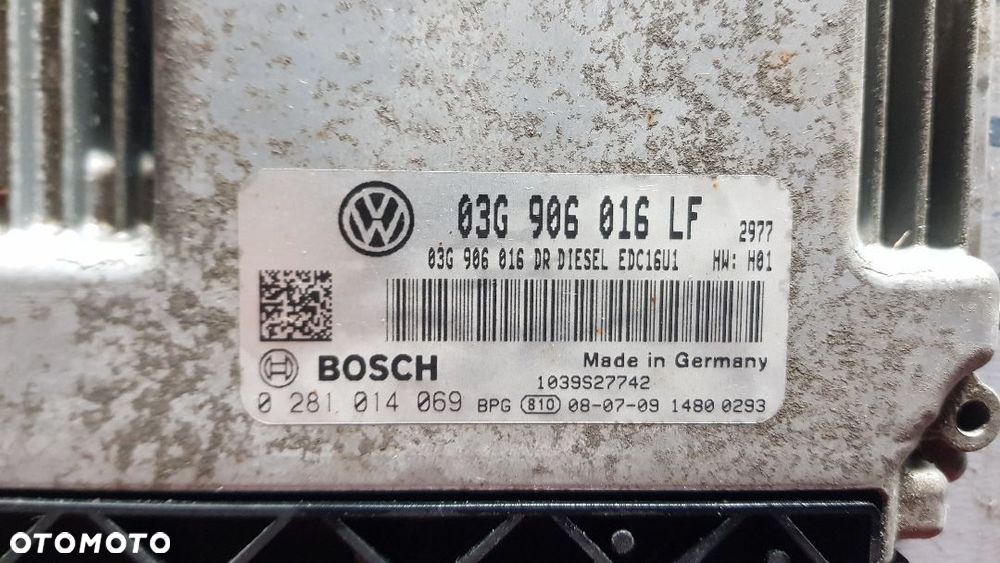 03G 906 016 LF 2977
03G 906 016 DR DIESEL EDC16U1 HW: H01
BOSCH Made in Germany
1039S27742
0 281 014 069 BPG 810 08-07-09 1480 0293
OTOMOTO